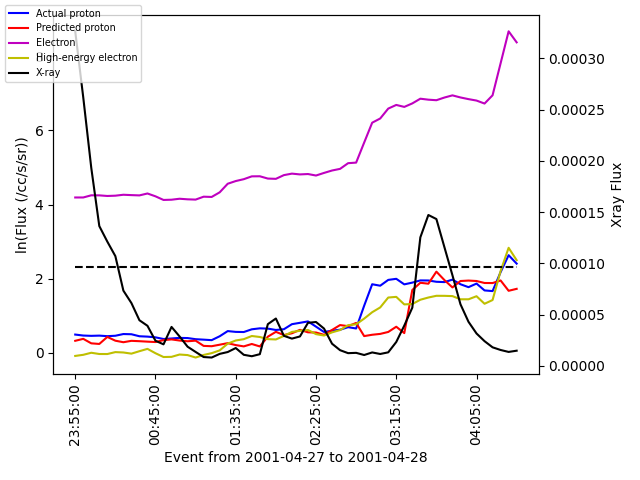 Actual proton
Predicted proton
Electron
High-energy electron
X-ray
ln(Flux (/cc/s/sr))
6
4
2
0
0.00030
0.00025
0.00020
0.00015
0.00010
0.00005
0.00000
Xray Flux
23:55:00
00:45:00
01:35:00
02:25:00
03:15:00
04:05:00
Event from 2001-04-27 to 2001-04-28